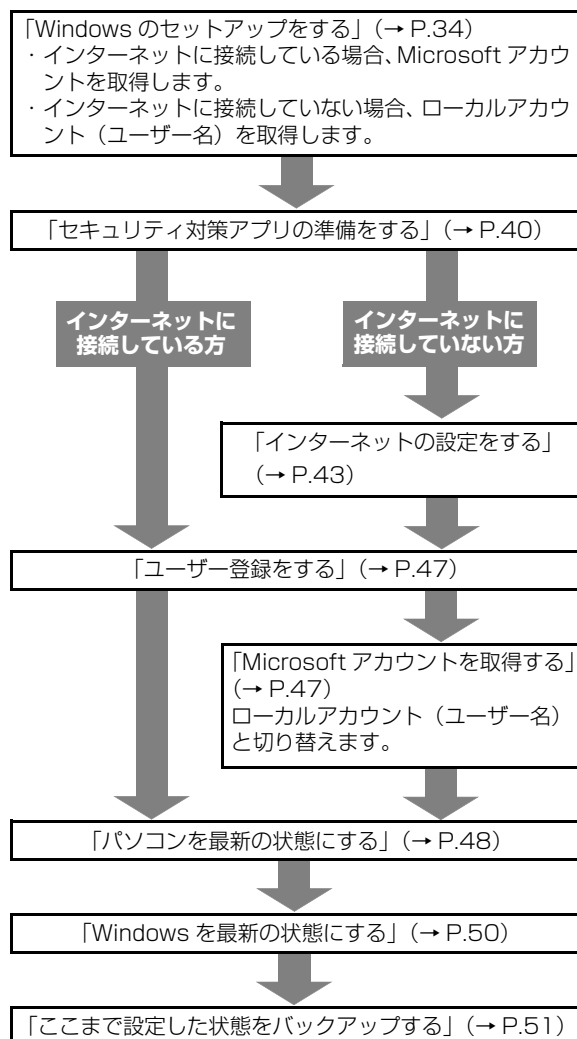 「Windows のセットアップをする」（→ P.34）
・インターネットに接続している場合、Microsoft アカウ
ントを取得します。
・インターネットに接続していない場合、ローカルアカウ
ント（ユーザー名）を取得します。
「セキュリティ対策アプリの準備をする」（→ P.40）
インターネットに
接続している方
インターネットに
接続していない方
「インターネットの設定をする」
（→ P.43）
「ユーザー登録をする」（→ P.47）
「Microsoft アカウントを取得する」
（→ P.47）
ローカルアカウント（ユーザー名）
と切り替えます。
「パソコンを最新の状態にする」（→ P.48）
「Windows を最新の状態にする」（→ P.50）
「ここまで設定した状態をバックアップする」（→ P.51）